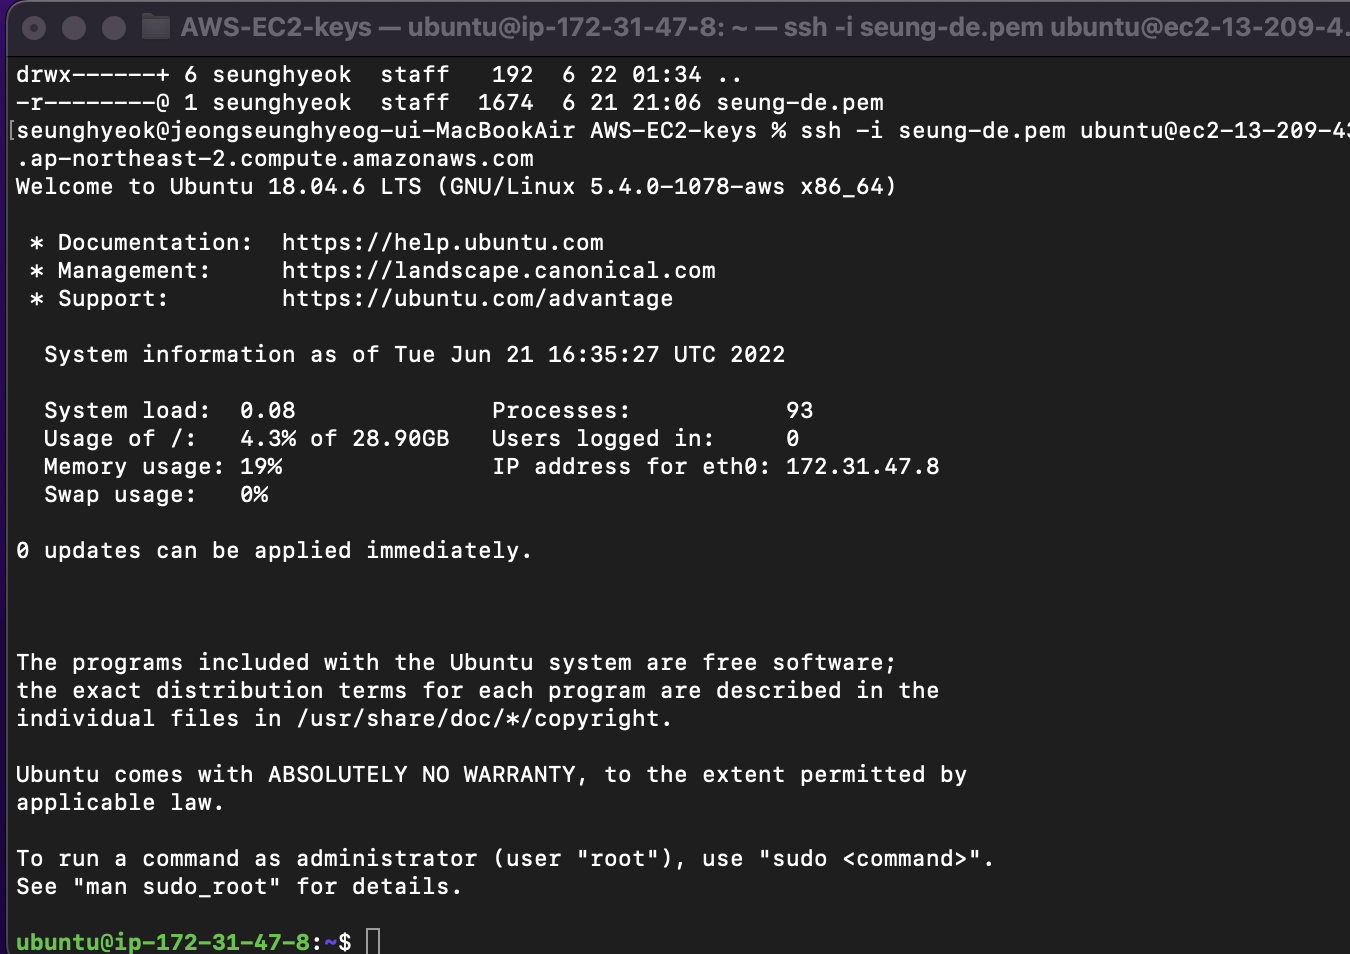 AWS-EC2-keys — ubuntu@ip-172-31-47-8: ~ — ssh -i seung-de.pem ubuntu@ec2-13-209-4
drwx------+ 6 seunghyeok  staff   192  6 22 01:34 ..
-r--------@ 1 seunghyeok  staff  1674  6 21 21:06 seung-de.pem
[seunghyeok@jeongseunghyeog-ui-MacBookAir AWS-EC2-keys % ssh -i seung-de.pem ubuntu@ec2-13-209-43
.ap-northeast-2.compute.amazonaws.com
Welcome to Ubuntu 18.04.6 LTS (GNU/Linux 5.4.0-1078-aws x86_64)
* Documentation:  https://help.ubuntu.com
* Management:     https://landscape.canonical.com
* Support:        https://ubuntu.com/advantage
System information as of Tue Jun 21 16:35:27 UTC 2022
System load:  0.08              Processes:           93
Usage of /:   4.3% of 28.90GB   Users logged in:     0
Memory usage: 19%               IP address for eth0: 172.31.47.8
Swap usage:   0%
0 updates can be applied immediately.
The programs included with the Ubuntu system are free software;
the exact distribution terms for each program are described in the
individual files in /usr/share/doc/*/copyright.
Ubuntu comes with ABSOLUTELY NO WARRANTY, to the extent permitted by
applicable law.
To run a command as administrator (user "root"), use "sudo <command>".
See "man sudo_root" for details.
ubuntu@ip-172-31-47-8:~$